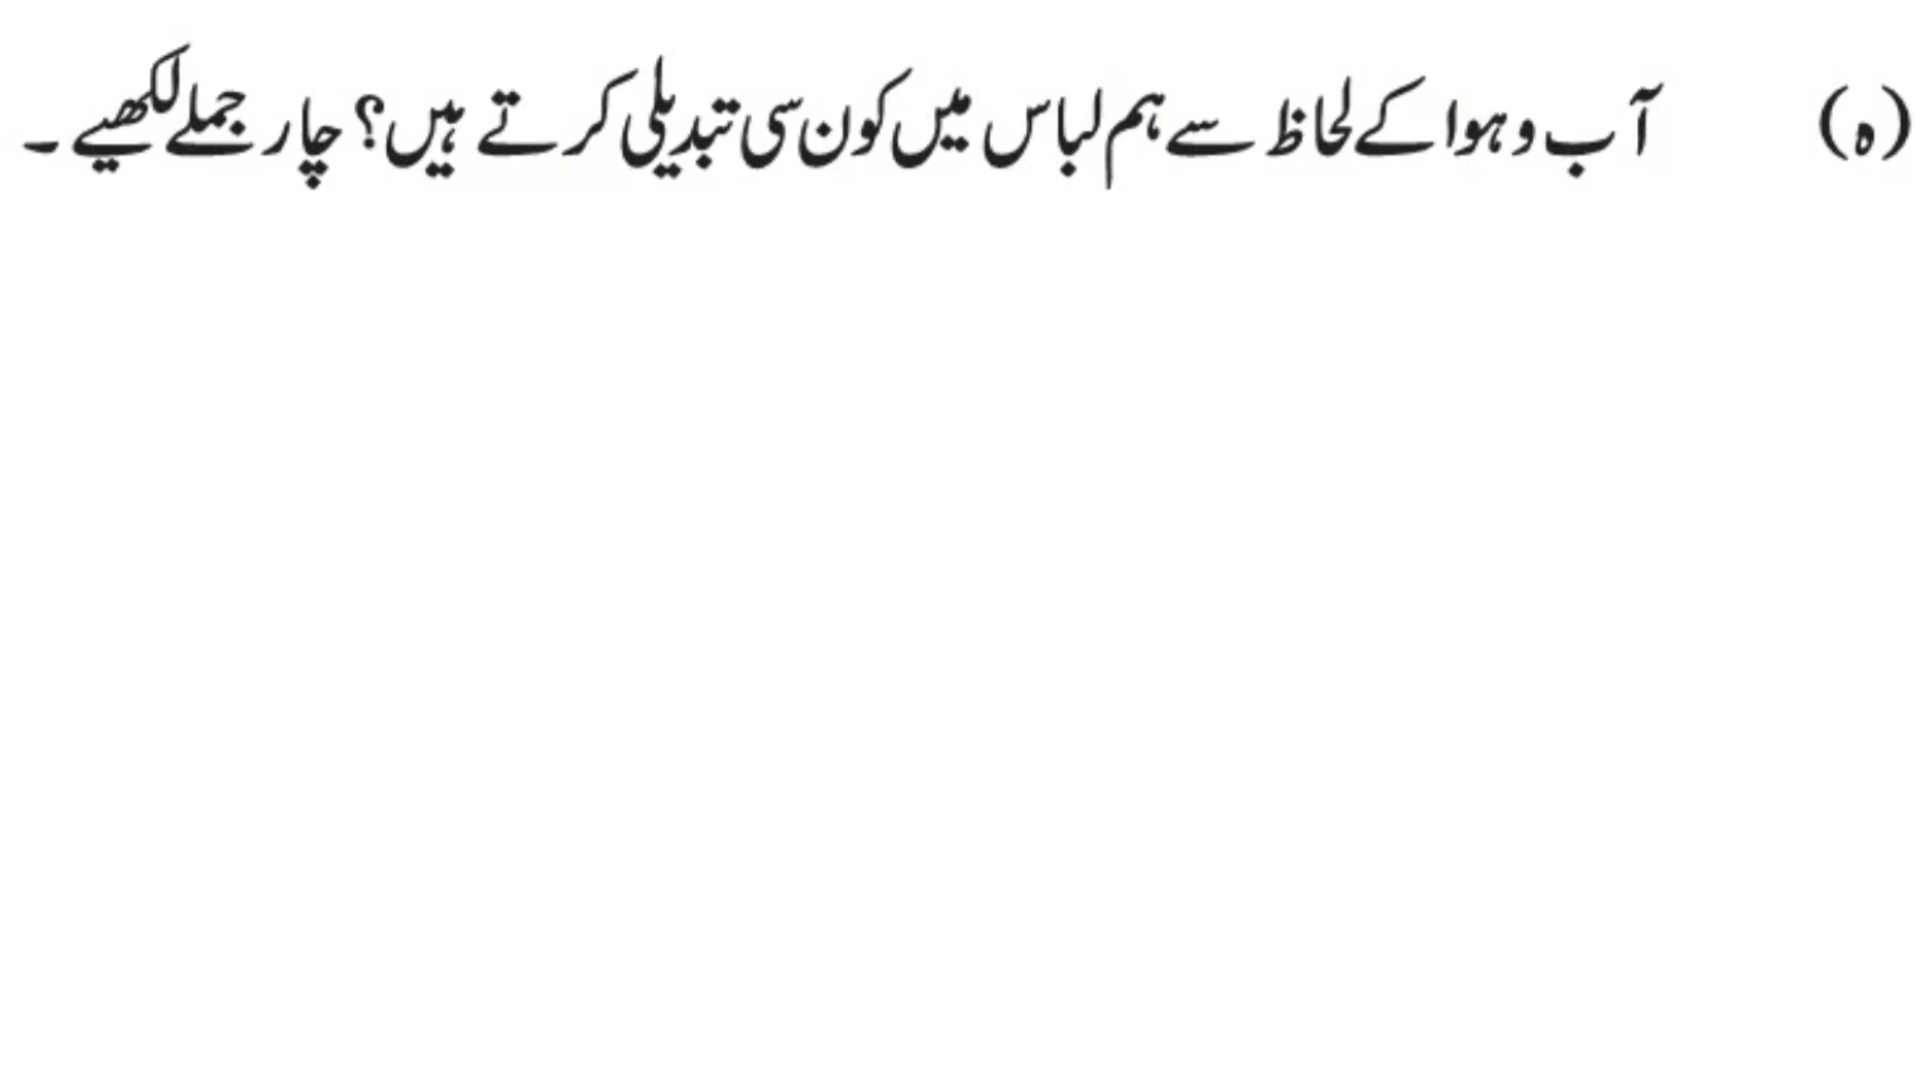 (ہ) آب و ہوا کے لحاظ سے ہم لباس میں کون سی تبدیلی کرتے ہیں؟ چار جملے لکھیے ۔